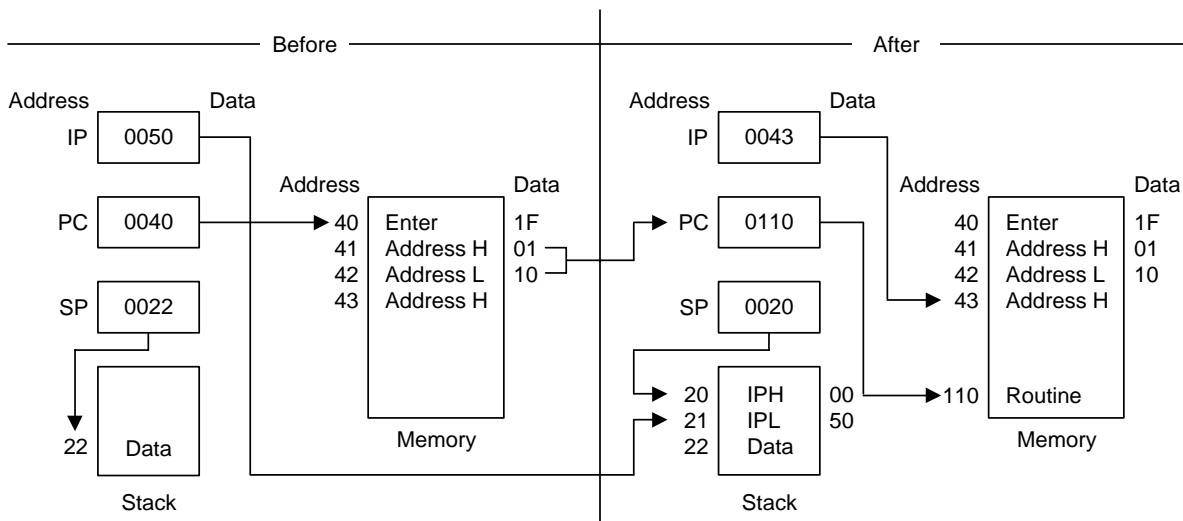 Before
Address Data
IP 0050
PC 0040
SP 0022
22 Data
Stack
Address Data
40 Enter 1F
41 Address H 01
42 Address L 10
43 Address H
Memory
After
Address Data
IP 0043
PC 0110
SP 0020
20 IPH 00
21 IPL 50
22 Data
Stack
Address Data
40 Enter 1F
41 Address H 01
42 Address L 10
43 Address H
110 Routine
Memory